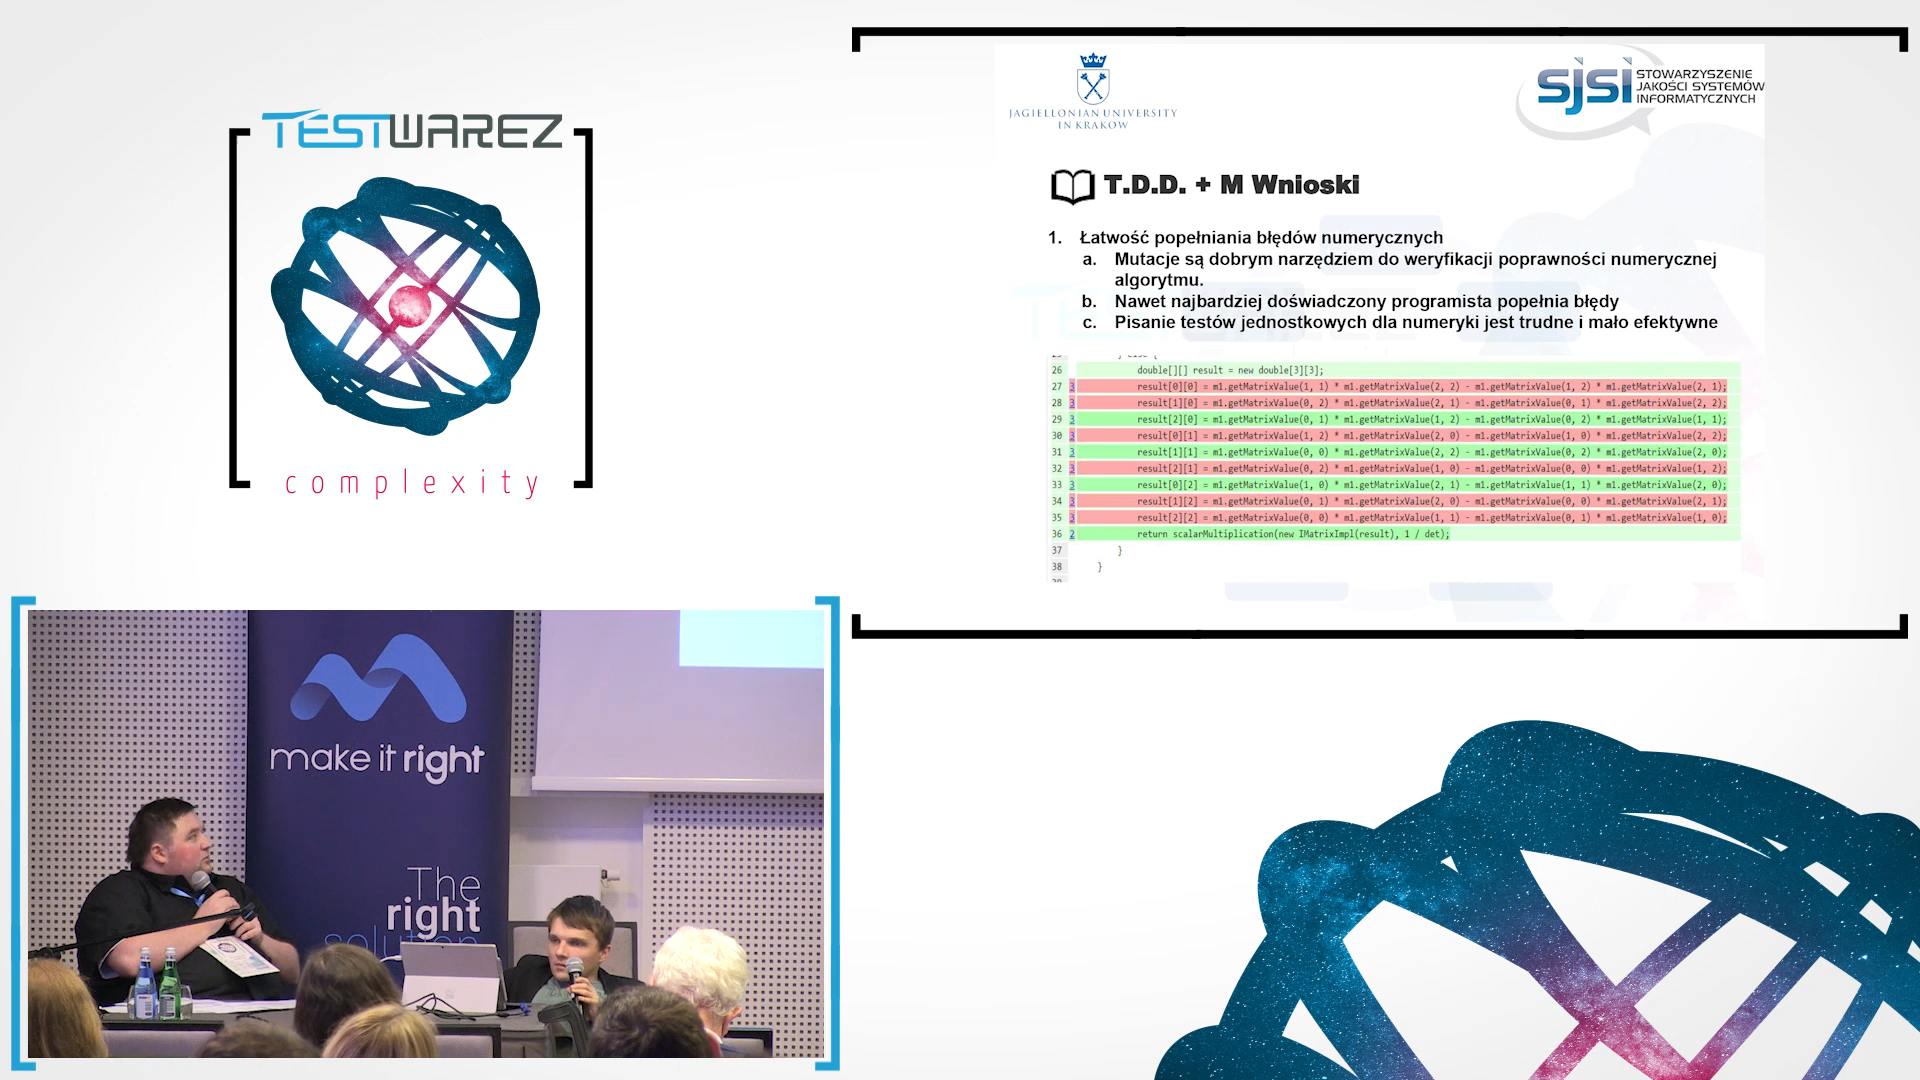 TESTWAREZ
complexity
JAGIELLONIAN UNIVERSITY
IN KRAKOW
sjsi
STOWARZYSZENIE
JAKOŚCI SYSTEMÓW
INFORMATYCZNYCH
T.D.D. + M Wnioski
1. Łatwość popełniania błędów numerycznych
a. Mutacje są dobrym narzędziem do weryfikacji poprawności numerycznej
algorytmu.
b. Nawet najbardziej doświadczony programista popełnia błędy
c. Pisanie testów jednostkowych dla numeryki jest trudne i mało efektywne
26 double[][] result = new double[3][3];
27 3 result[0][0] = m1.getMatrixValue(1, 1) * m1.getMatrixValue(2, 2) - m1.getMatrixValue(1, 2) * m1.getMatrixValue(2, 1);
28 3 result[1][0] = m1.getMatrixValue(0, 2) * m1.getMatrixValue(2, 1) - m1.getMatrixValue(0, 1) * m1.getMatrixValue(2, 2);
29 3 result[2][0] = m1.getMatrixValue(0, 1) * m1.getMatrixValue(1, 2) - m1.getMatrixValue(0, 2) * m1.getMatrixValue(1, 1);
30 3 result[0][1] = m1.getMatrixValue(1, 2) * m1.getMatrixValue(2, 0) - m1.getMatrixValue(1, 0) * m1.getMatrixValue(2, 2);
31 3 result[1][1] = m1.getMatrixValue(0, 0) * m1.getMatrixValue(2, 2) - m1.getMatrixValue(0, 2) * m1.getMatrixValue(2, 0);
32 3 result[2][1] = m1.getMatrixValue(0, 2) * m1.getMatrixValue(1, 0) - m1.getMatrixValue(0, 0) * m1.getMatrixValue(1, 2);
33 3 result[0][2] = m1.getMatrixValue(1, 0) * m1.getMatrixValue(2, 1) - m1.getMatrixValue(1, 1) * m1.getMatrixValue(2, 0);
34 3 result[1][2] = m1.getMatrixValue(0, 1) * m1.getMatrixValue(2, 0) - m1.getMatrixValue(0, 0) * m1.getMatrixValue(2, 1);
35 3 result[2][2] = m1.getMatrixValue(0, 0) * m1.getMatrixValue(1, 1) - m1.getMatrixValue(0, 1) * m1.getMatrixValue(1, 0);
36 2 return scalarMultiplication(new IMatrixImpl(result), 1 / det);
37 }
38 }
make it right
The
right
solution